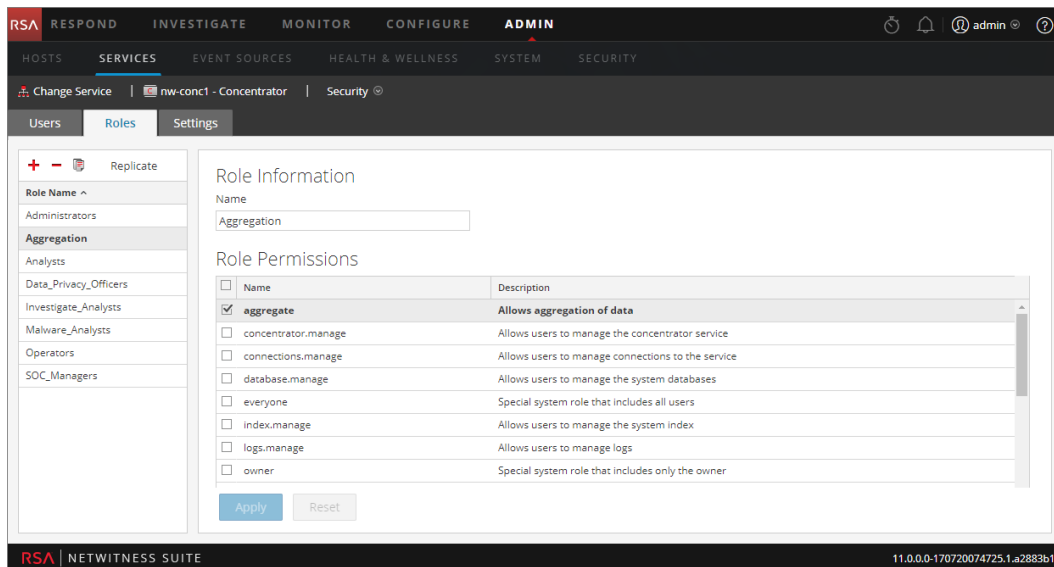 RSA RESPOND INVESTIGATE MONITOR CONFIGURE ADMIN admin ?
HOSTS SERVICES EVENT SOURCES HEALTH & WELLNESS SYSTEM SECURITY
Change Service | C nw-conc1 - Concentrator | Security
Users Roles Settings
Replicate
Role Name
Administrators
Aggregation
Analysts
Data_Privacy_Officers
Investigate_Analysts
Malware_Analysts
Operators
SOC_Managers
Role Information
Name
Aggregation
Role Permissions
Name Description
aggregate Allows aggregation of data
concentrator.manage Allows users to manage the concentrator service
connections.manage Allows users to manage connections to the service
database.manage Allows users to manage the system databases
everyone Special system role that includes all users
index.manage Allows users to manage the system index
logs.manage Allows users to manage logs
owner Special system role that includes only the owner
Apply Reset
RSA | NETWITNESS SUITE 11.0.0.0-170720074725.1.a2883b1